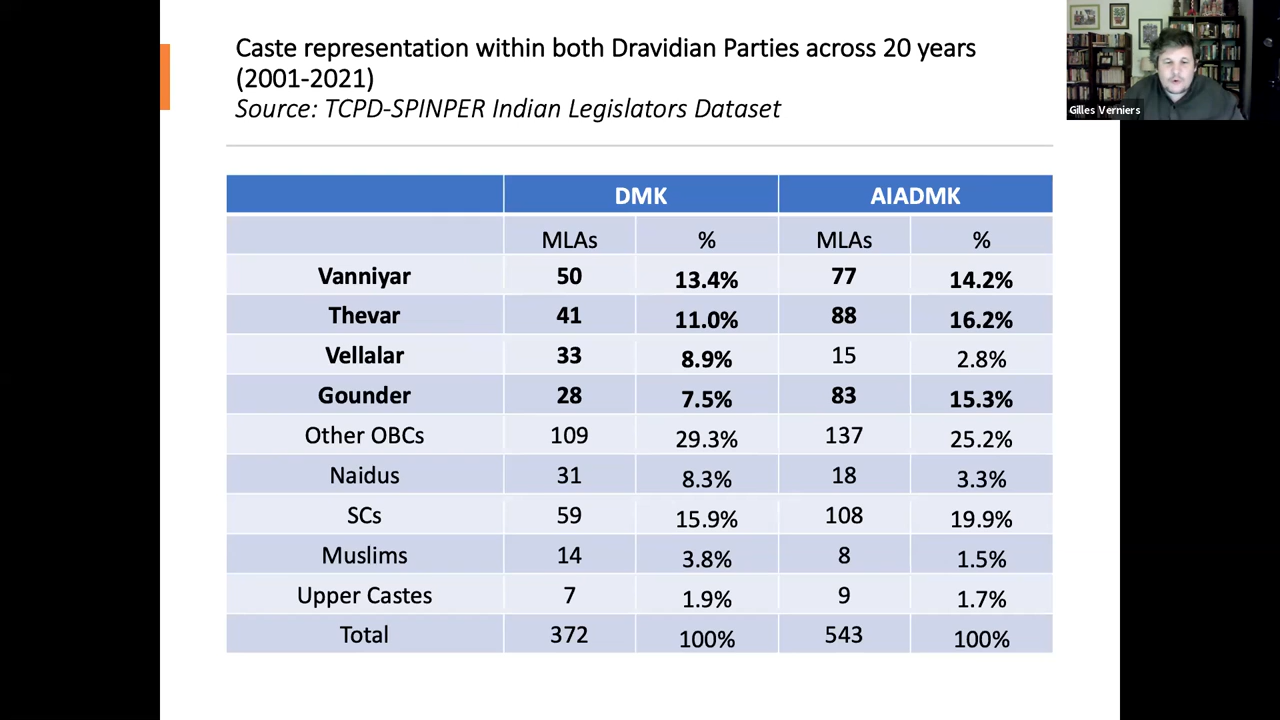 Caste representation within both Dravidian Parties across 20 years
(2001-2021)
Source: TCPD-SPINPER Indian Legislators Dataset
Gilles Verniers
DMK AIADMK
MLAs % MLAs %
Vanniyar 50 13.4% 77 14.2%
Thevar 41 11.0% 88 16.2%
Vellalar 33 8.9% 15 2.8%
Gounder 28 7.5% 83 15.3%
Other OBCs 109 29.3% 137 25.2%
Naidus 31 8.3% 18 3.3%
SCs 59 15.9% 108 19.9%
Muslims 14 3.8% 8 1.5%
Upper Castes 7 1.9% 9 1.7%
Total 372 100% 543 100%